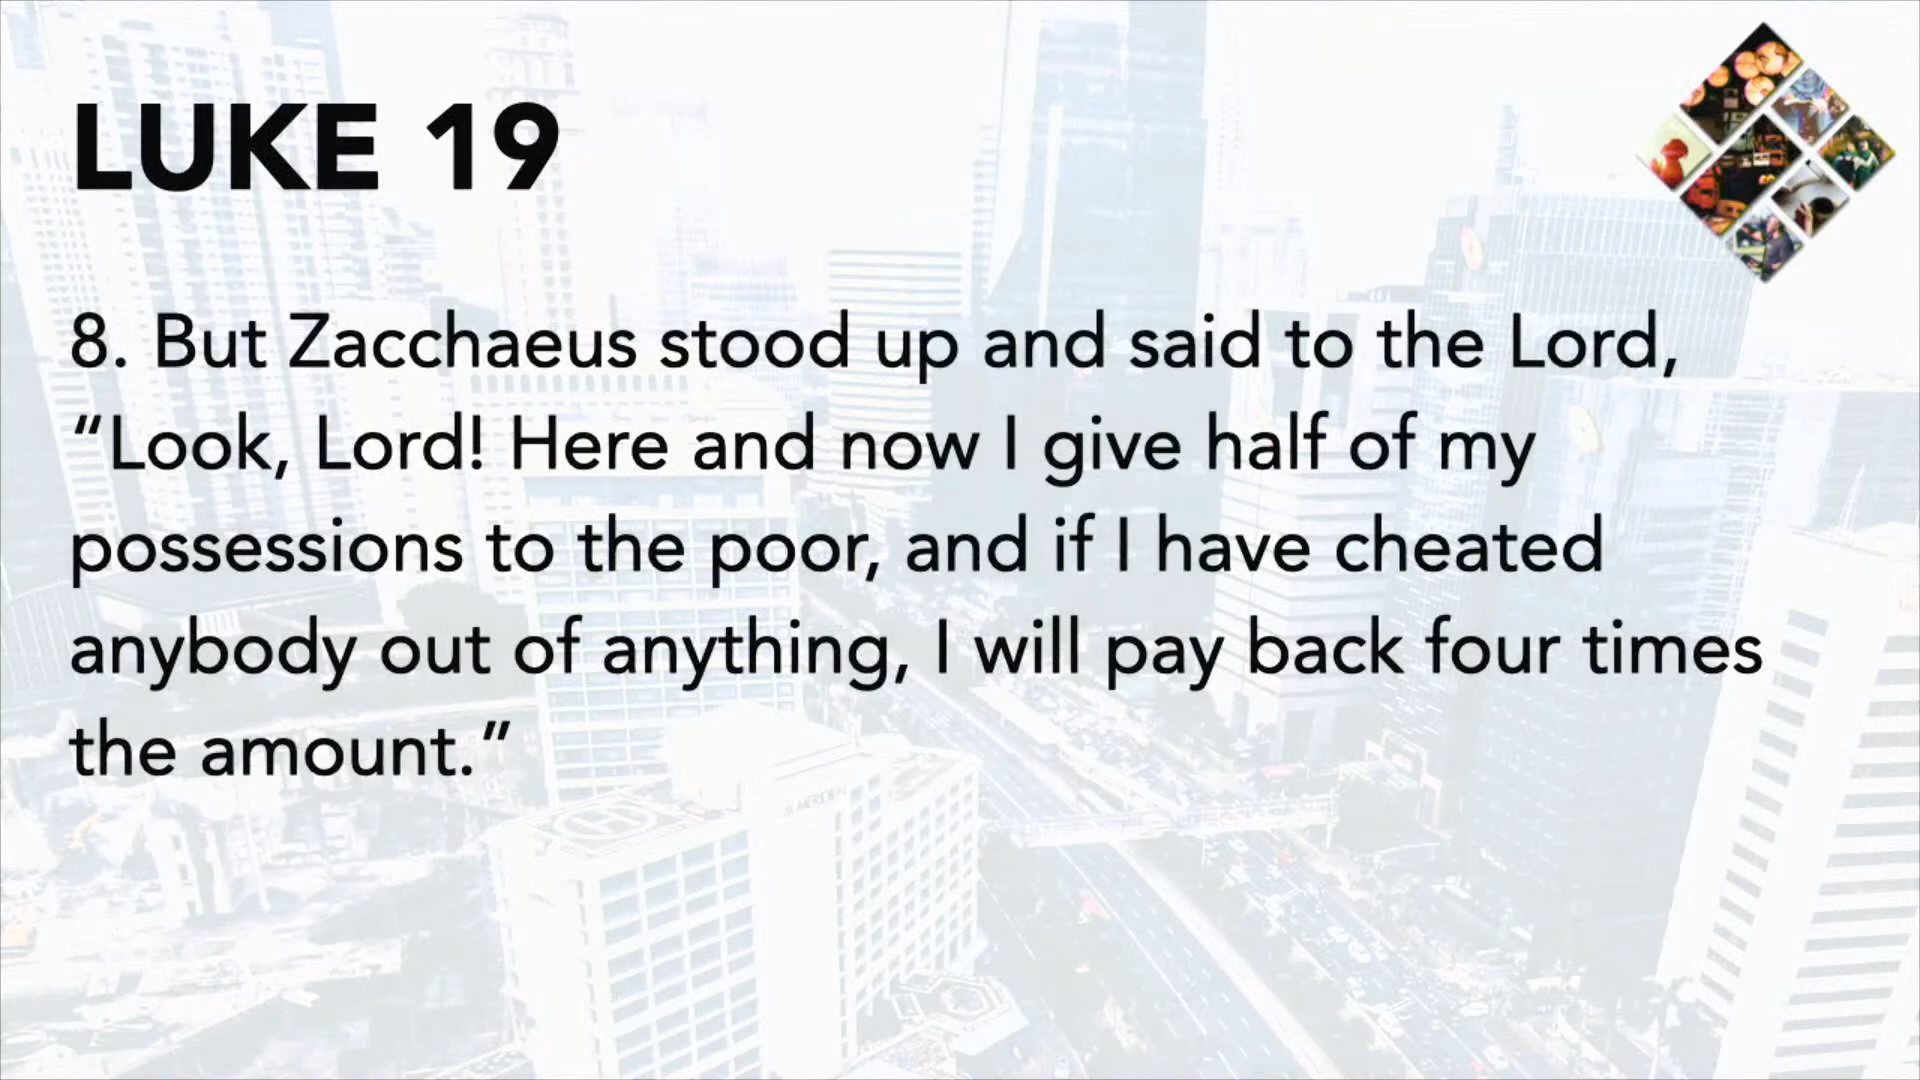 LUKE 19
8. But Zacchaeus stood up and said to the Lord,
“Look, Lord! Here and now I give half of my
possessions to the poor, and if I have cheated
anybody out of anything, I will pay back four times
the amount.”
H